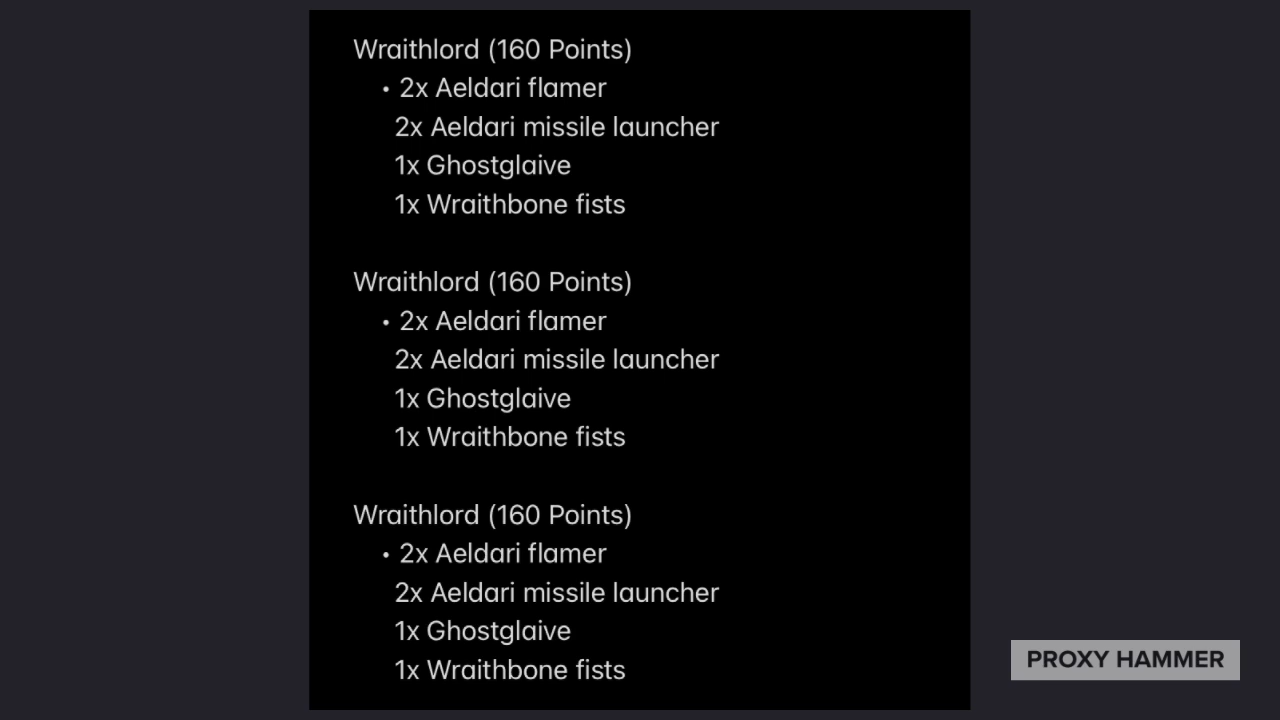 Wraithlord (160 Points)
• 2x Aeldari flamer
2x Aeldari missile launcher
1x Ghostglaive
1x Wraithbone fists
Wraithlord (160 Points)
• 2x Aeldari flamer
2x Aeldari missile launcher
1x Ghostglaive
1x Wraithbone fists
Wraithlord (160 Points)
• 2x Aeldari flamer
2x Aeldari missile launcher
1x Ghostglaive
1x Wraithbone fists
PROXY HAMMER